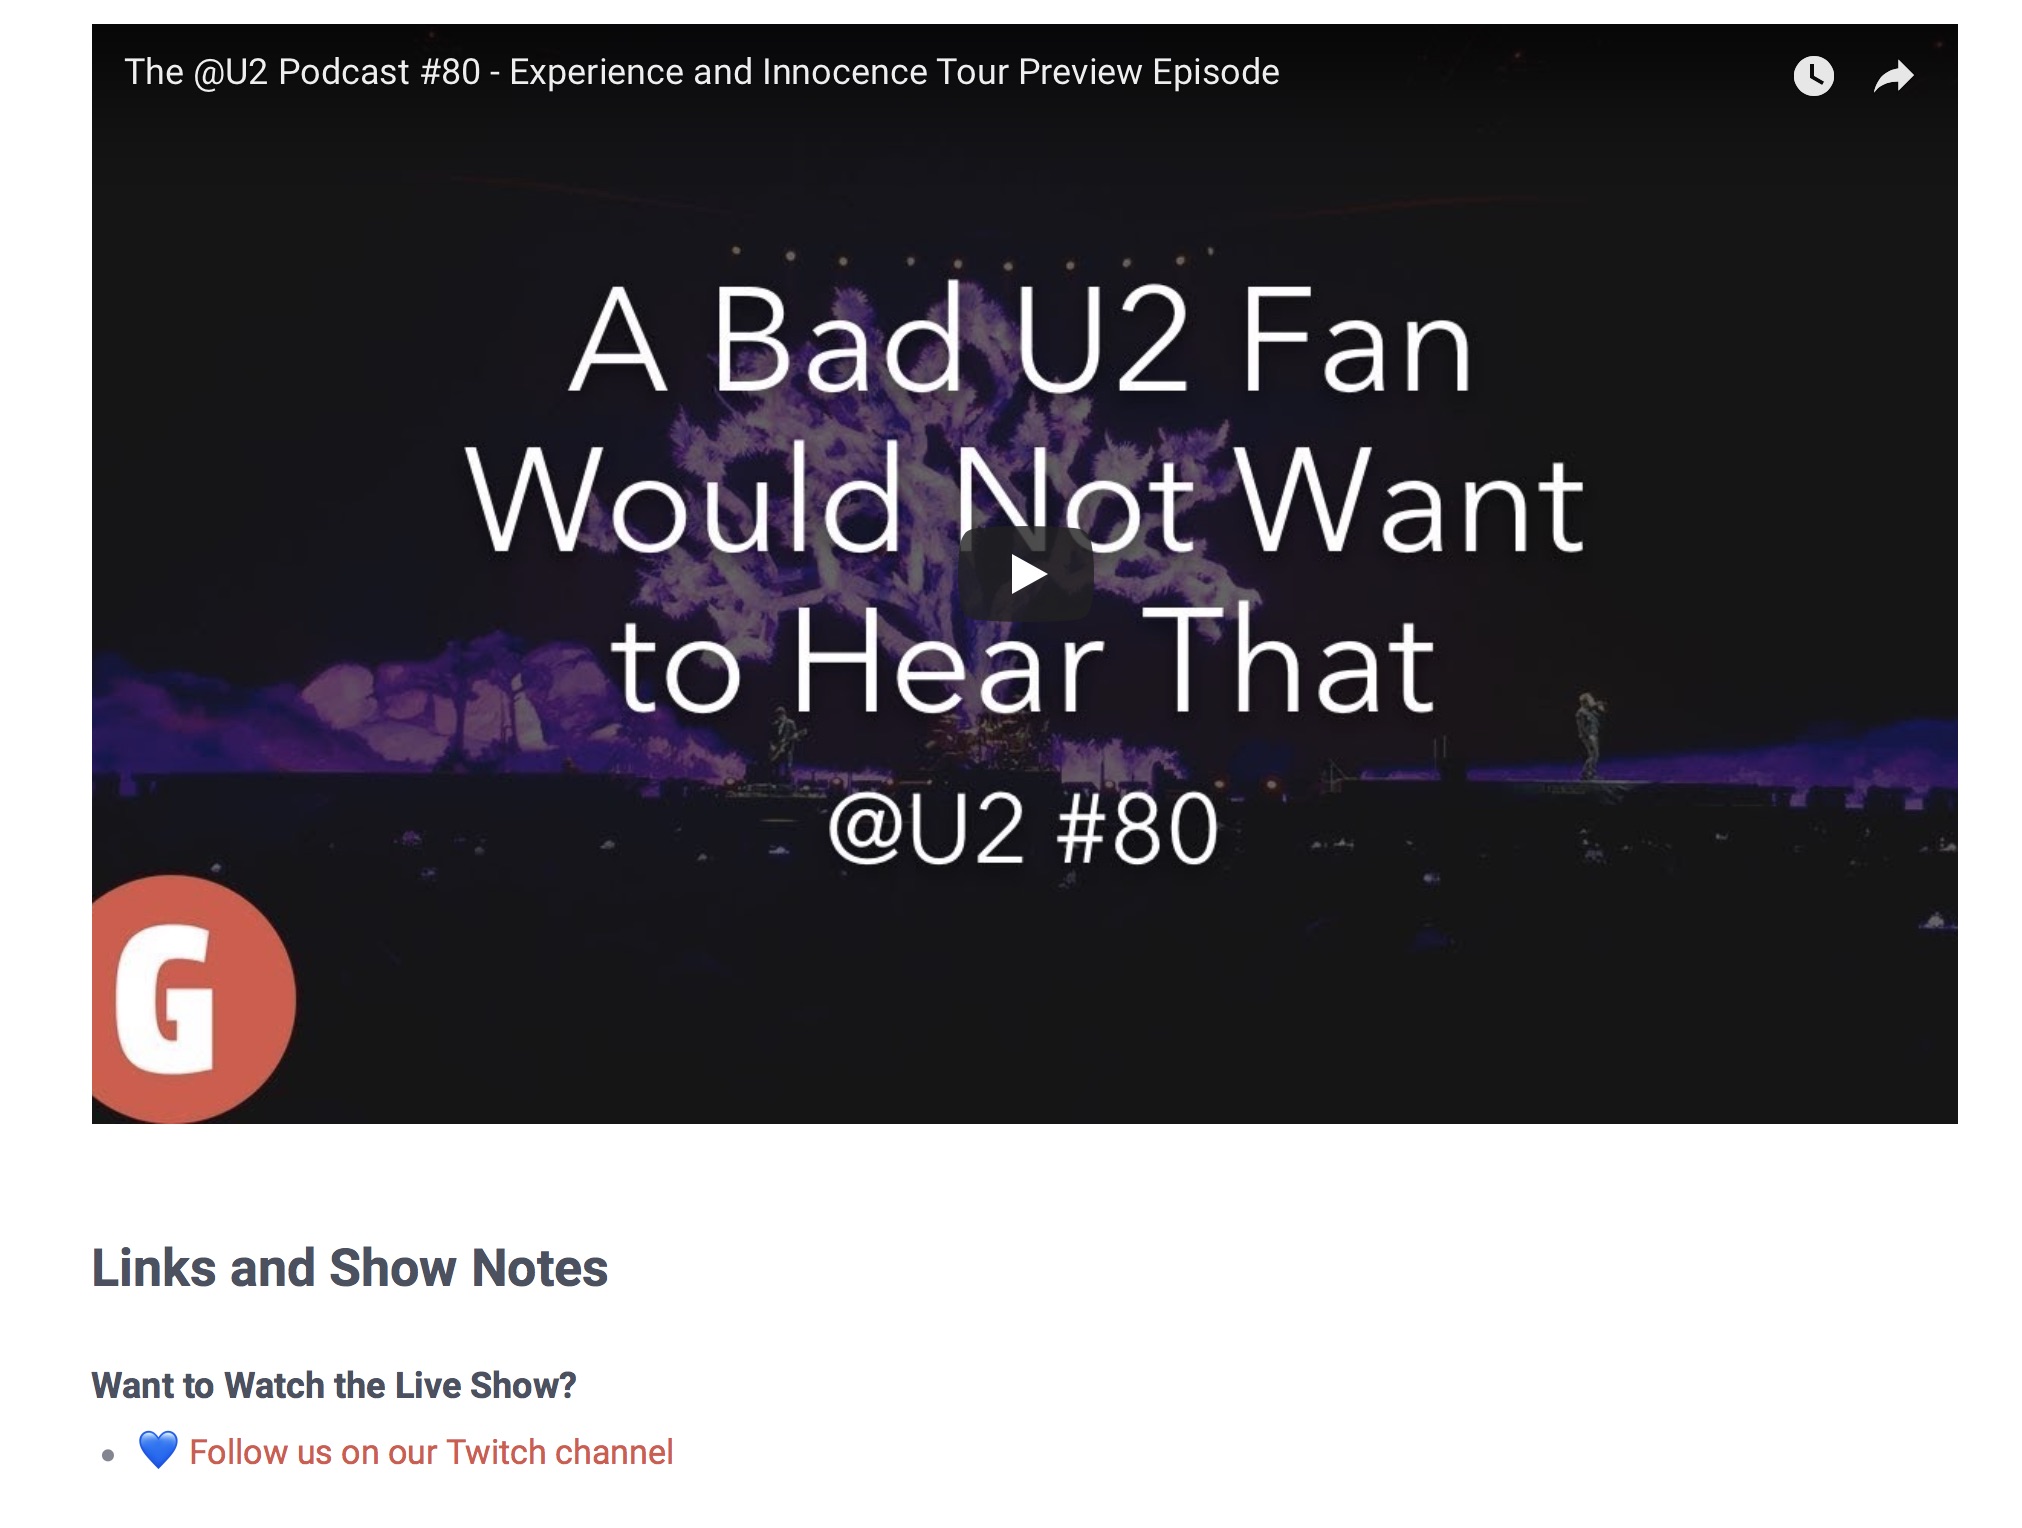 The @U2 Podcast #80 - Experience and Innocence Tour Preview Episode
A Bad U2 Fan
Would Not Want
to Hear That
@U2 #80
G
Links and Show Notes
Want to Watch the Live Show?
💙 Follow us on our Twitch channel